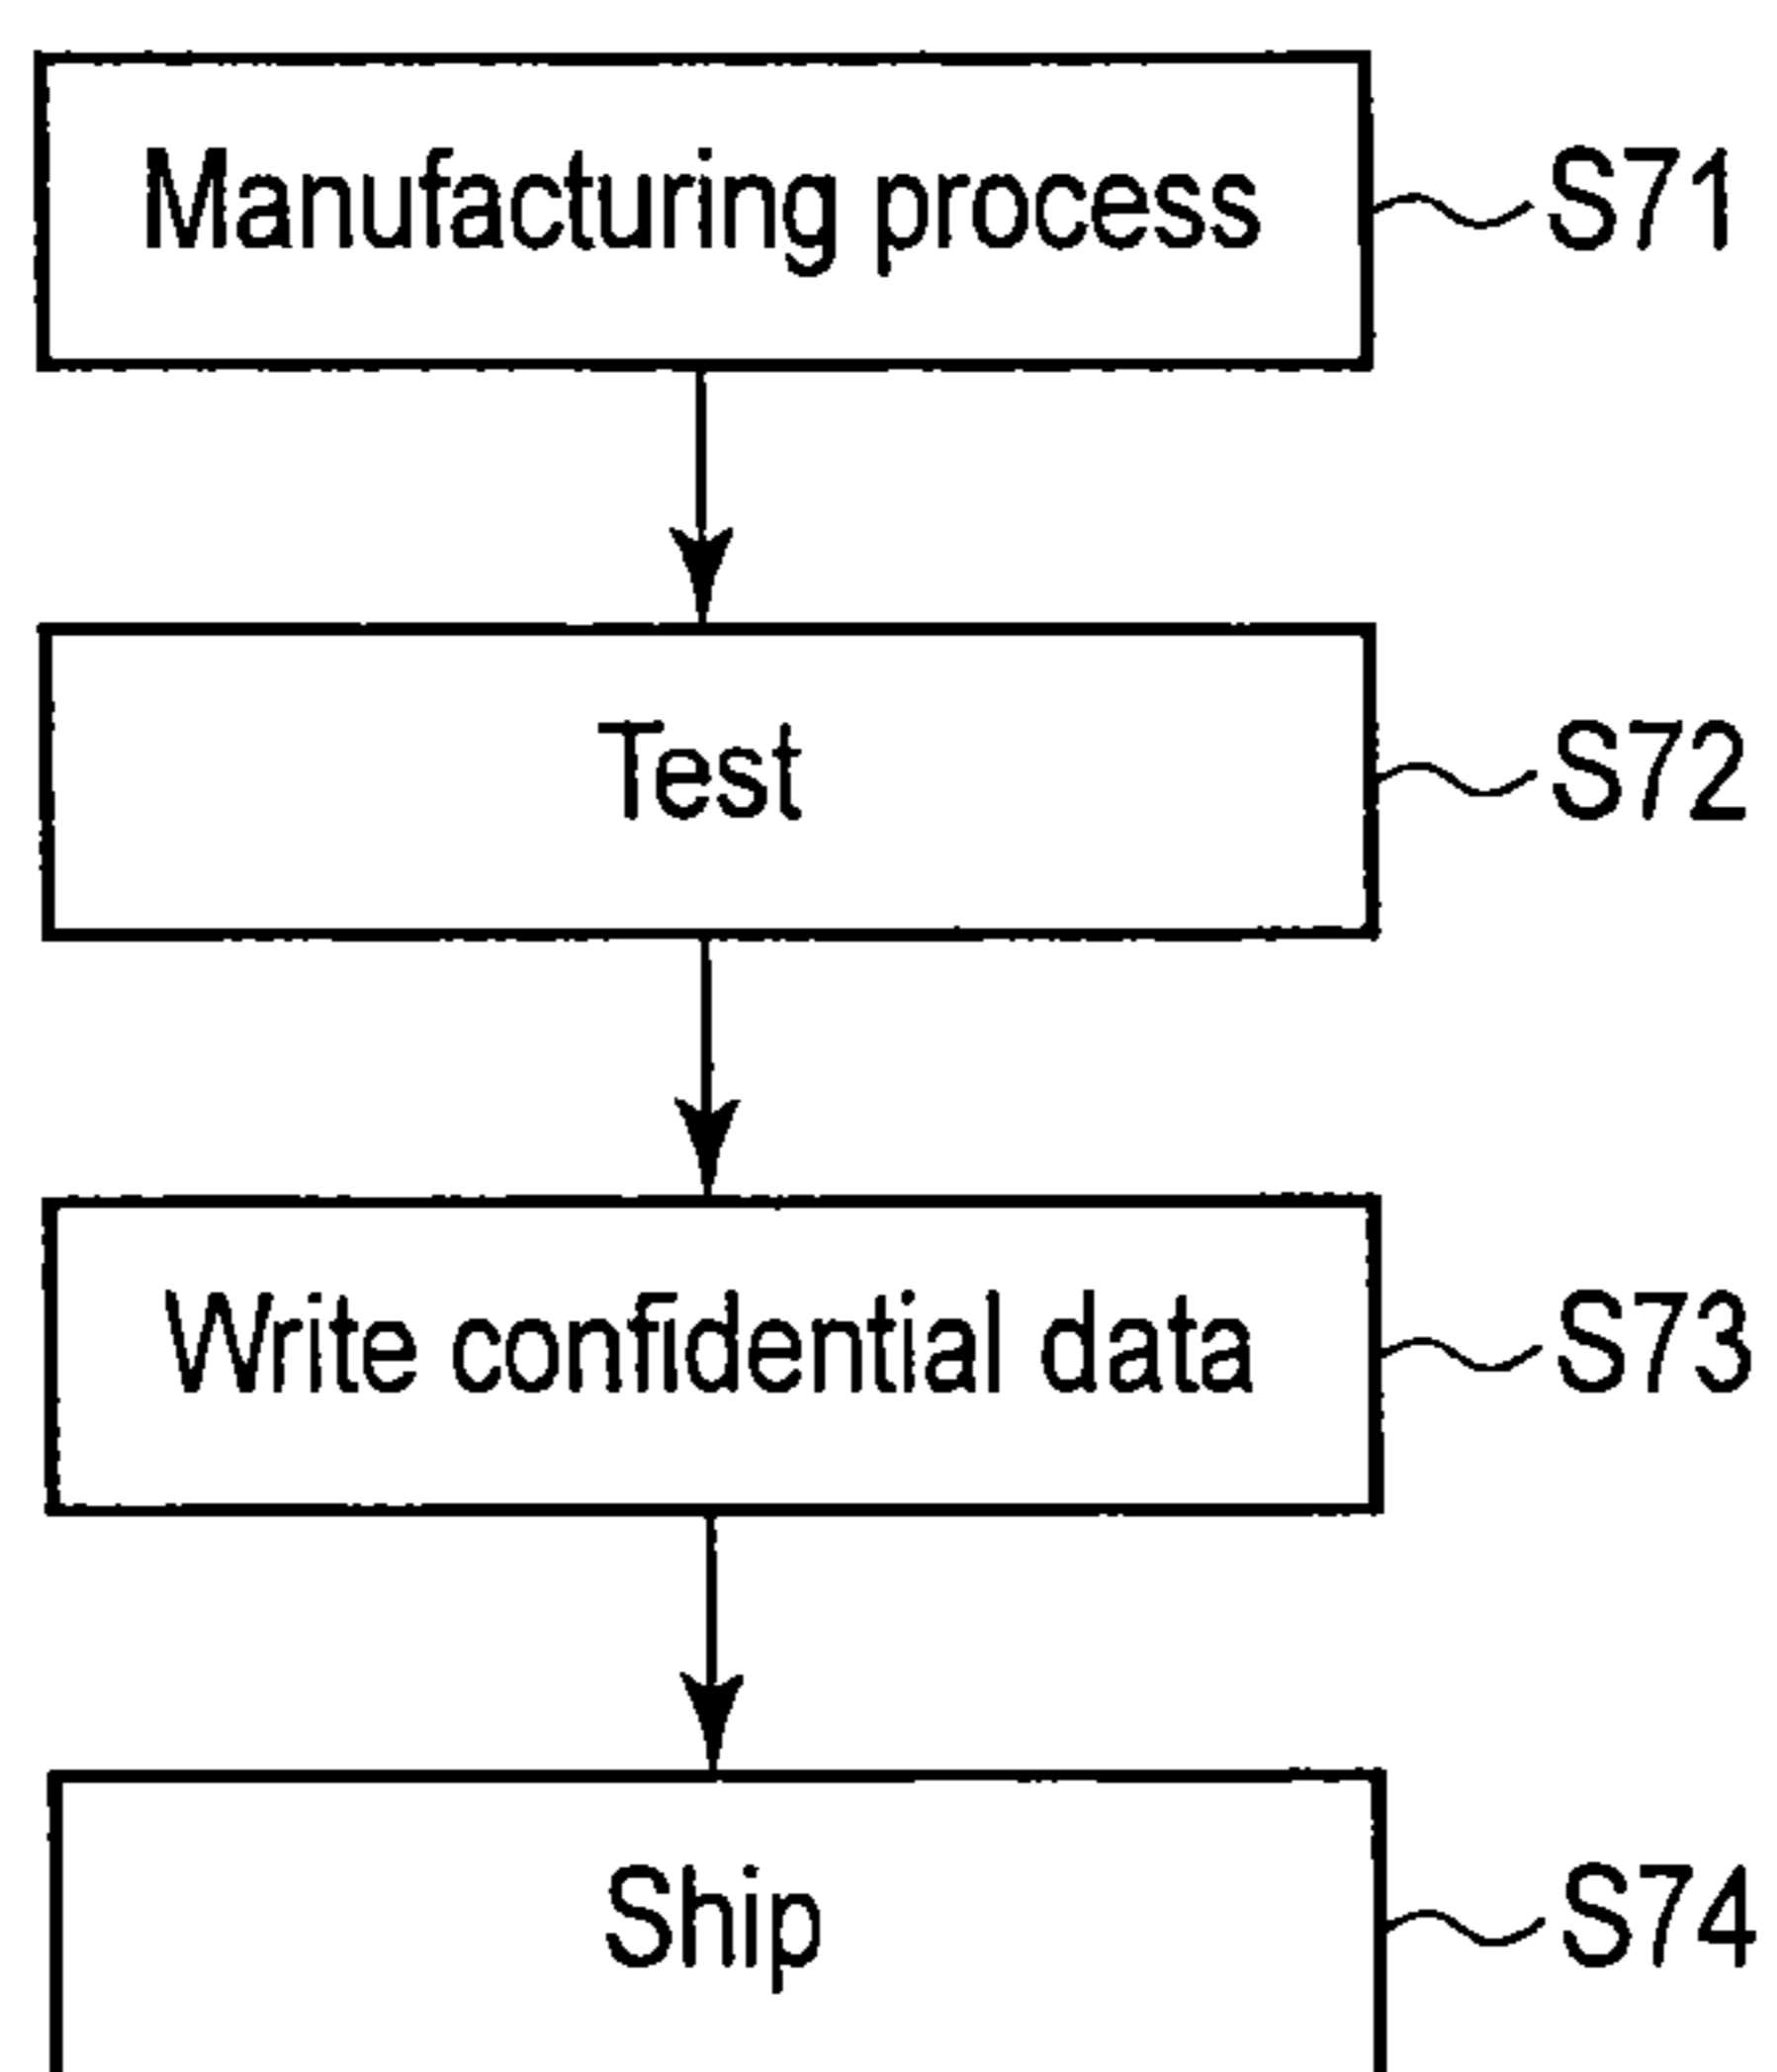 Manufacturing process
S71
Test
S72
Write confidential data
S73
Ship
S74